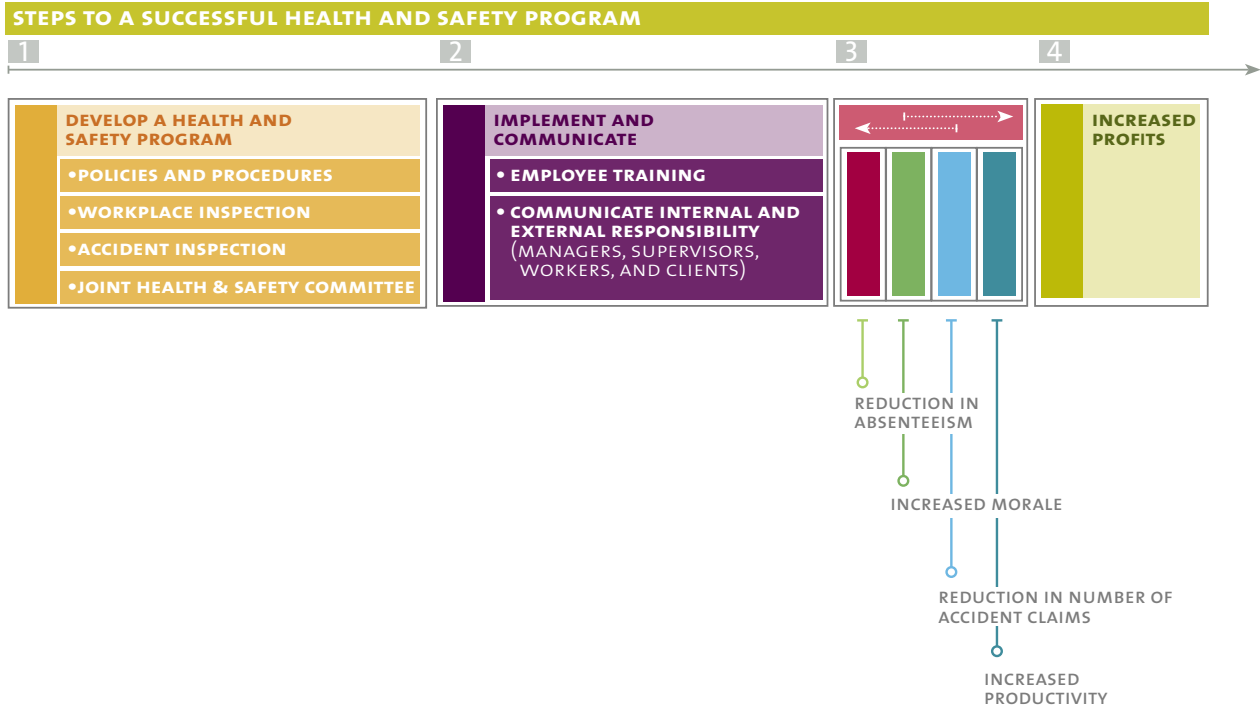 STEPS TO A SUCCESSFUL HEALTH AND SAFETY PROGRAM
1
2
3
4
DEVELOP A HEALTH AND
SAFETY PROGRAM
•POLICIES AND PROCEDURES
•WORKPLACE INSPECTION
•ACCIDENT INSPECTION
•JOINT HEALTH & SAFETY COMMITTEE
IMPLEMENT AND
COMMUNICATE
• EMPLOYEE TRAINING
• COMMUNICATE INTERNAL AND
EXTERNAL RESPONSIBILITY
(MANAGERS, SUPERVISORS,
WORKERS, AND CLIENTS)
INCREASED
PROFITS
REDUCTION IN
ABSENTEEISM
INCREASED MORALE
REDUCTION IN NUMBER OF
ACCIDENT CLAIMS
INCREASED
PRODUCTIVITY